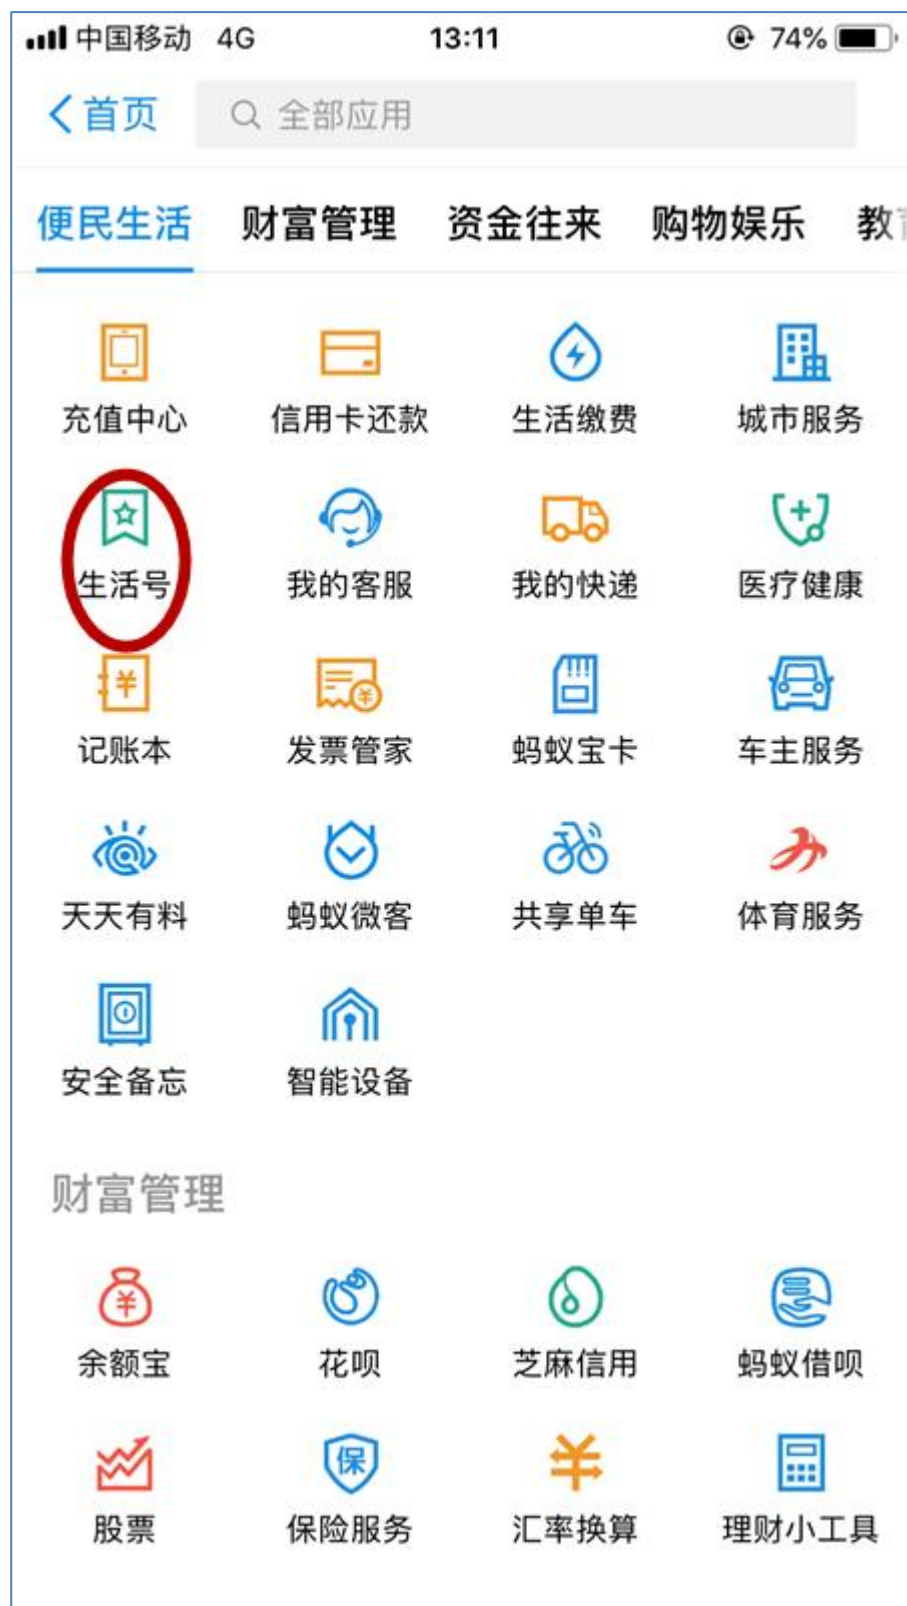 中国移动 4G 13:11 74%
首页 全部应用
便民生活 财富管理 资金往来 购物娱乐 教育
充值中心 信用卡还款 生活缴费 城市服务
生活号 我的客服 我的快递 医疗健康
记账本 发票管家 蚂蚁宝卡 车主服务
天天有料 蚂蚁微客 共享单车 体育服务
安全备忘 智能设备
财富管理
余额宝 花呗 芝麻信用 蚂蚁借呗
股票 保 保险服务 汇率换算 理财小工具